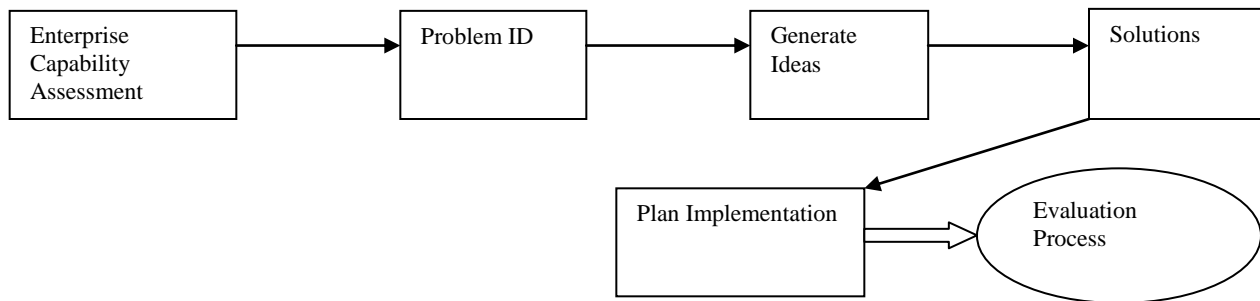 Enterprise
Capability
Assessment
Problem ID
Generate
Ideas
Solutions
Plan Implementation
Evaluation
Process